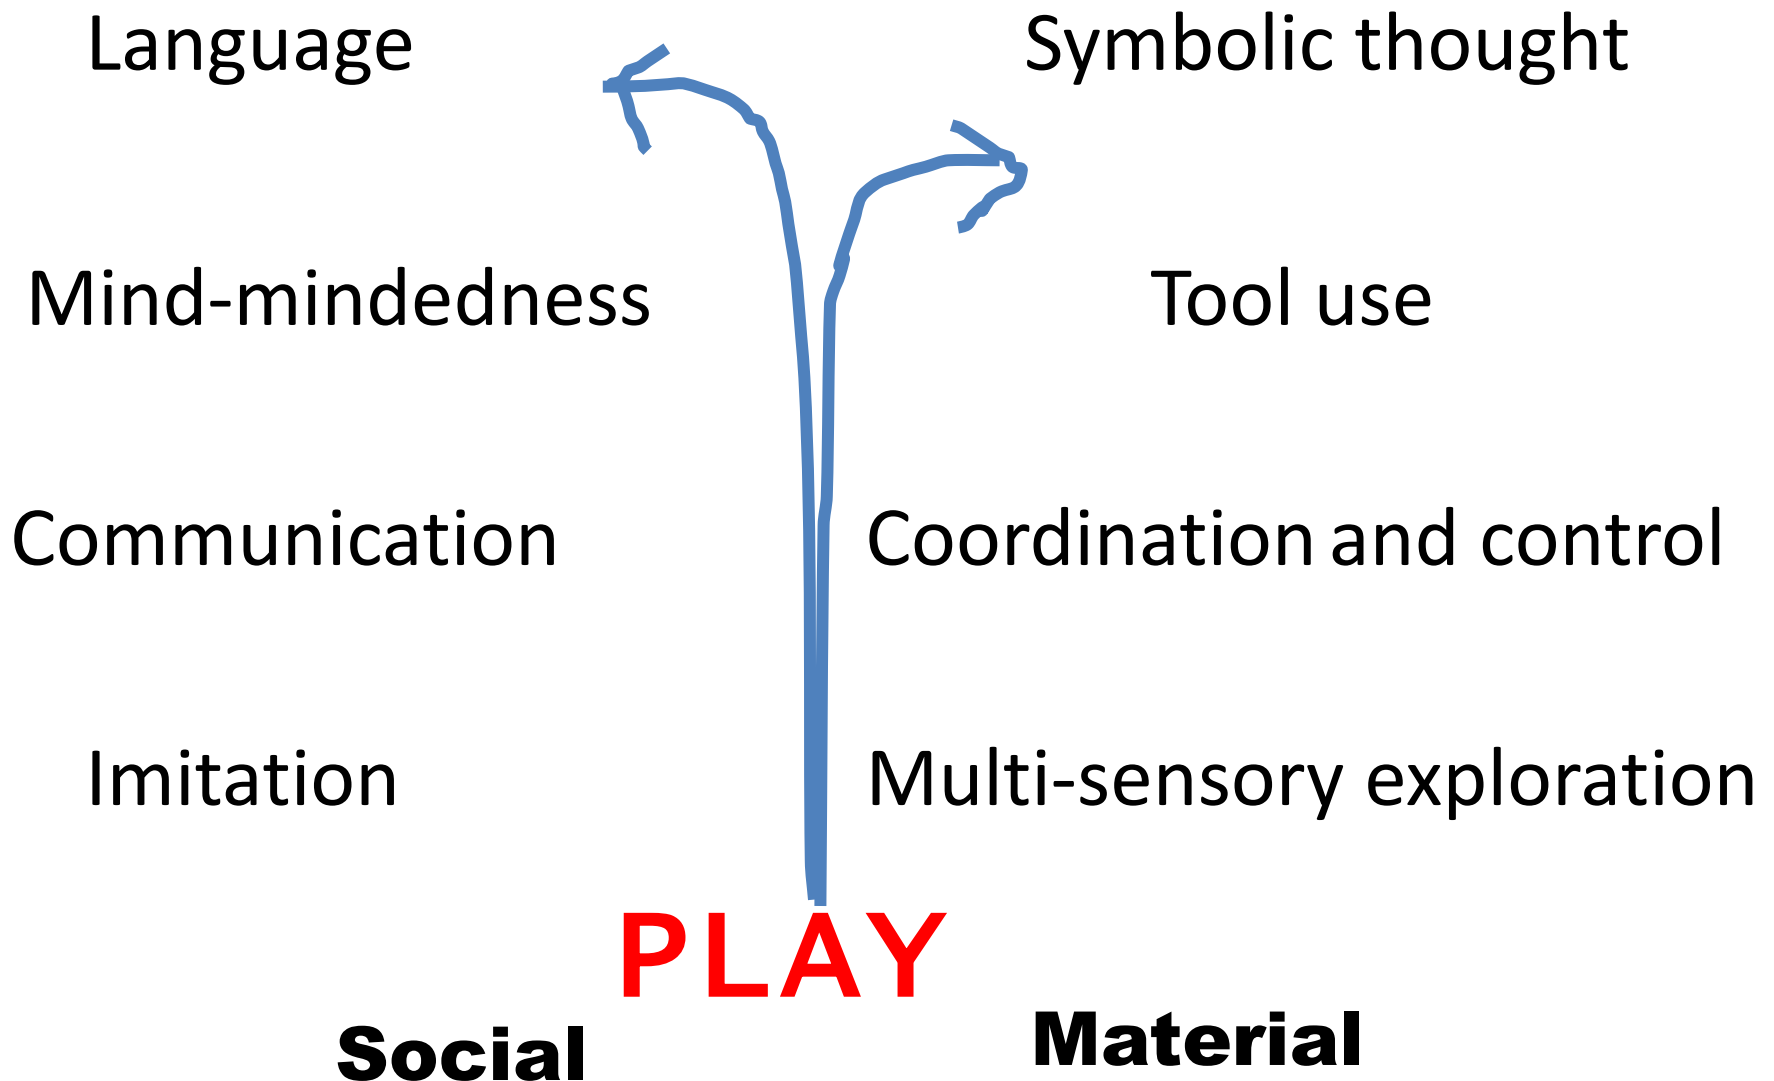 Language
Symbolic thought
Mind-mindedness
Tool use
Communication
Coordination and control
Imitation
Multi-sensory exploration
PLAY
Social
Material